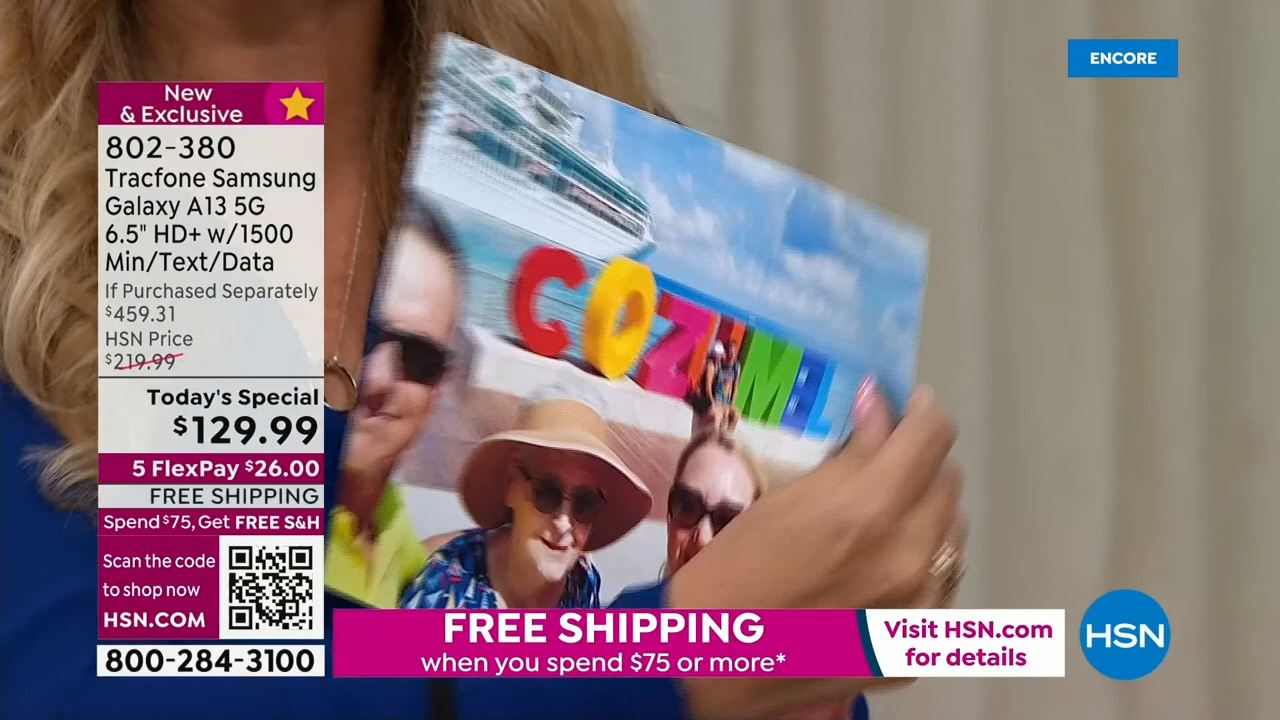 ENCORE
New
& Exclusive
802-380
Tracfone Samsung
Galaxy A13 5G
6.5" HD+ w/1500
Min/Text/Data
If Purchased Separately
$459.31
HSN Price
$219.99
Today's Special
$129.99
5 FlexPay $26.00
FREE SHIPPING
Spend $75, Get FREE S&H
Scan the code
to shop now
HSN.COM
800-284-3100
COZUMEL
FREE SHIPPING
when you spend $75 or more*
Visit HSN.com
for details
HSN